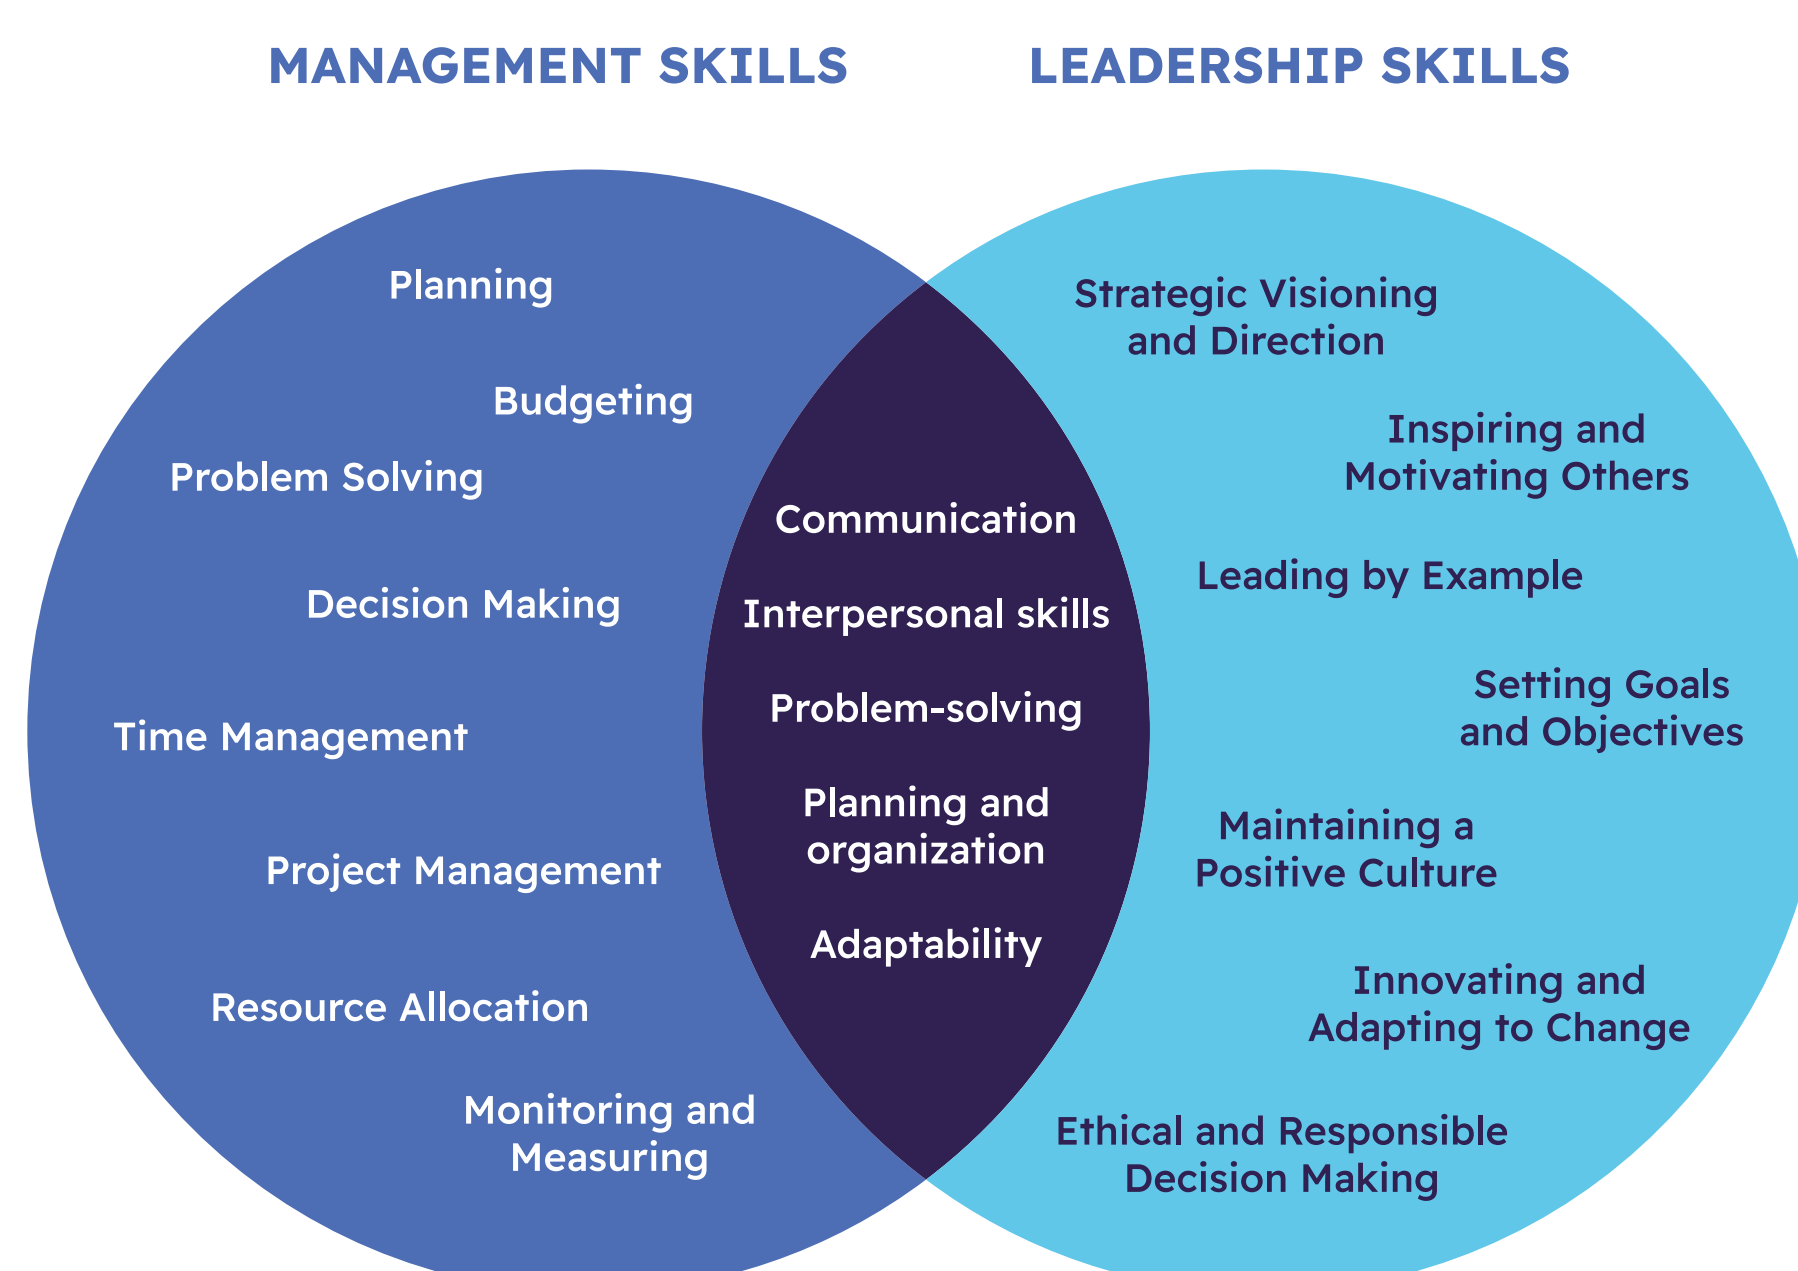 MANAGEMENT SKILLS
LEADERSHIP SKILLS
Planning
Budgeting
Problem Solving
Decision Making
Time Management
Project Management
Resource Allocation
Monitoring and
Measuring
Communication
Interpersonal skills
Problem-solving
Planning and
organization
Adaptability
Strategic Visioning
and Direction
Inspiring and
Motivating Others
Leading by Example
Setting Goals
and Objectives
Maintaining a
Positive Culture
Innovating and
Adapting to Change
Ethical and Responsible
Decision Making